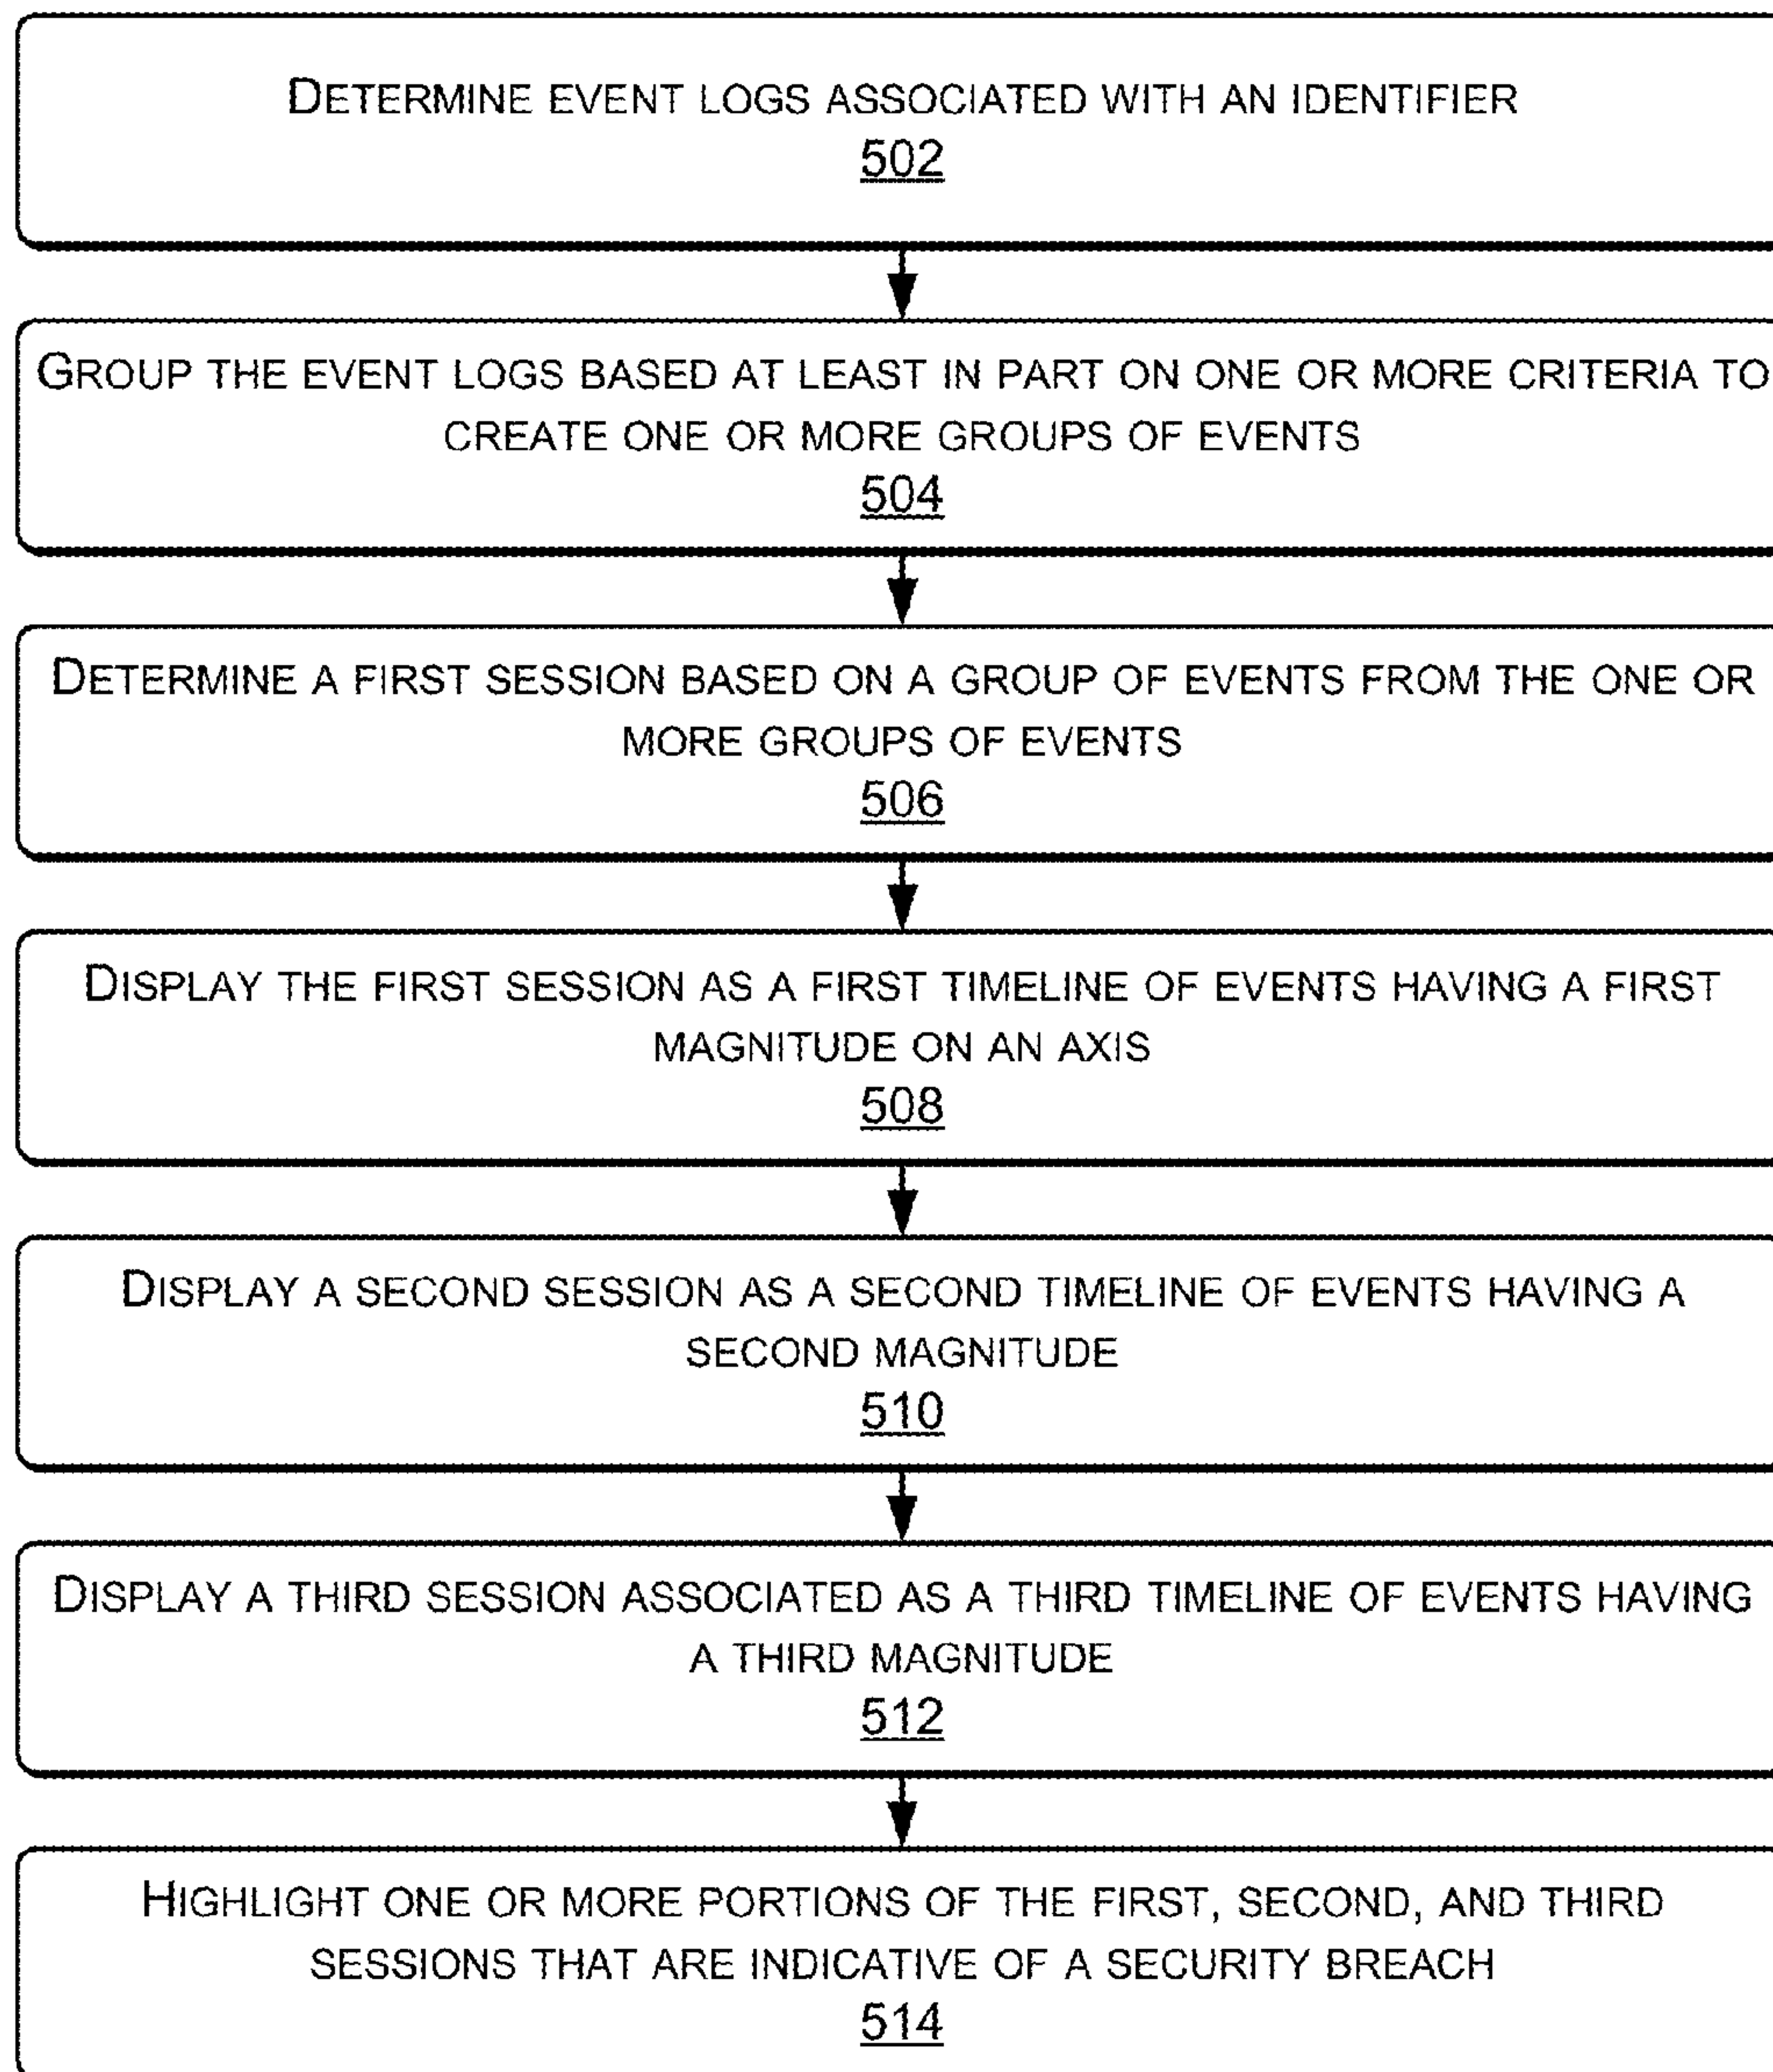 DETERMINE EVENT LOGS ASSOCIATED WITH AN IDENTIFIER
502
GROUP THE EVENT LOGS BASED AT LEAST IN PART ON ONE OR MORE CRITERIA TO
CREATE ONE OR MORE GROUPS OF EVENTS
504
DETERMINE A FIRST SESSION BASED ON A GROUP OF EVENTS FROM THE ONE OR
MORE GROUPS OF EVENTS
506
DISPLAY THE FIRST SESSION AS A FIRST TIMELINE OF EVENTS HAVING A FIRST
MAGNITUDE ON AN AXIS
508
DISPLAY A SECOND SESSION AS A SECOND TIMELINE OF EVENTS HAVING A
SECOND MAGNITUDE
510
DISPLAY A THIRD SESSION ASSOCIATED AS A THIRD TIMELINE OF EVENTS HAVING
A THIRD MAGNITUDE
512
HIGHLIGHT ONE OR MORE PORTIONS OF THE FIRST, SECOND, AND THIRD
SESSIONS THAT ARE INDICATIVE OF A SECURITY BREACH
514